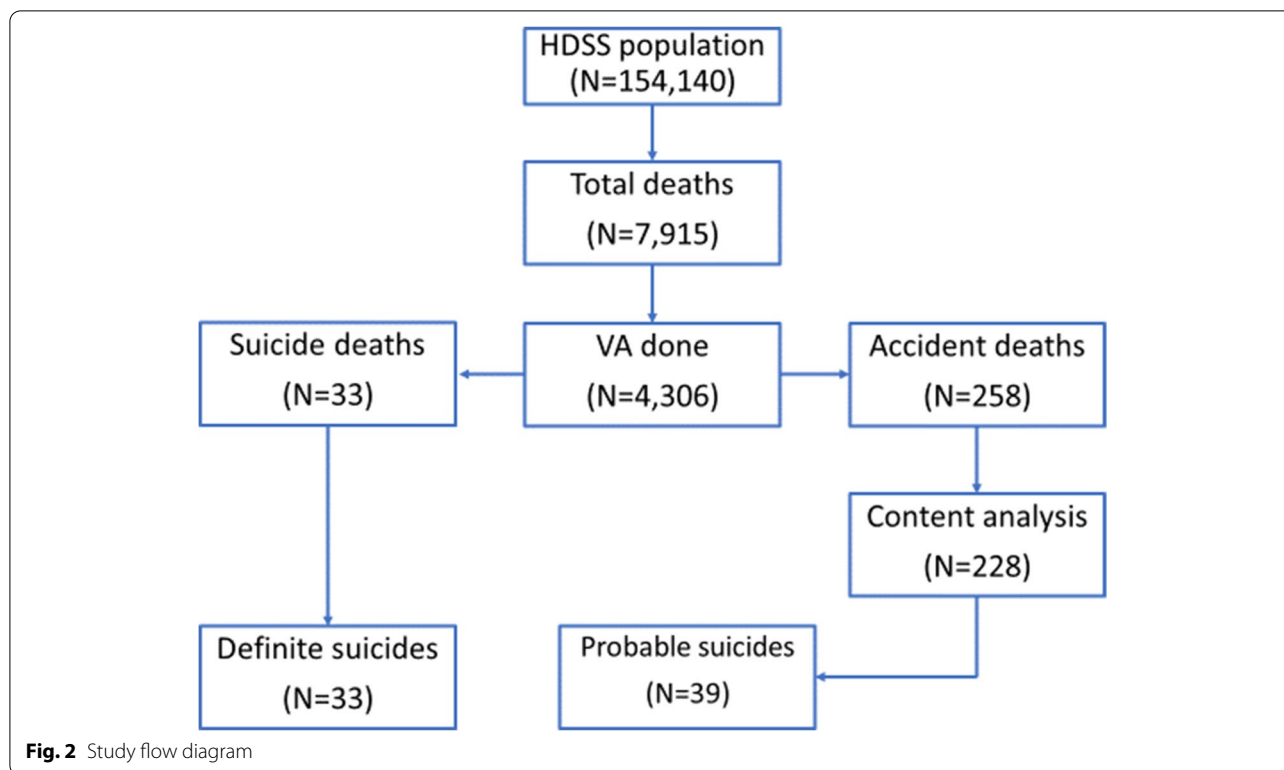 HDSS population
(N=154,140)
Total deaths
(N=7,915)
Suicide deaths
(N=33)
VA done
(N=4,306)
Accident deaths
(N=258)
Content analysis
(N=228)
Definite suicides
(N=33)
Probable suicides
(N=39)
Fig. 2 Study flow diagram